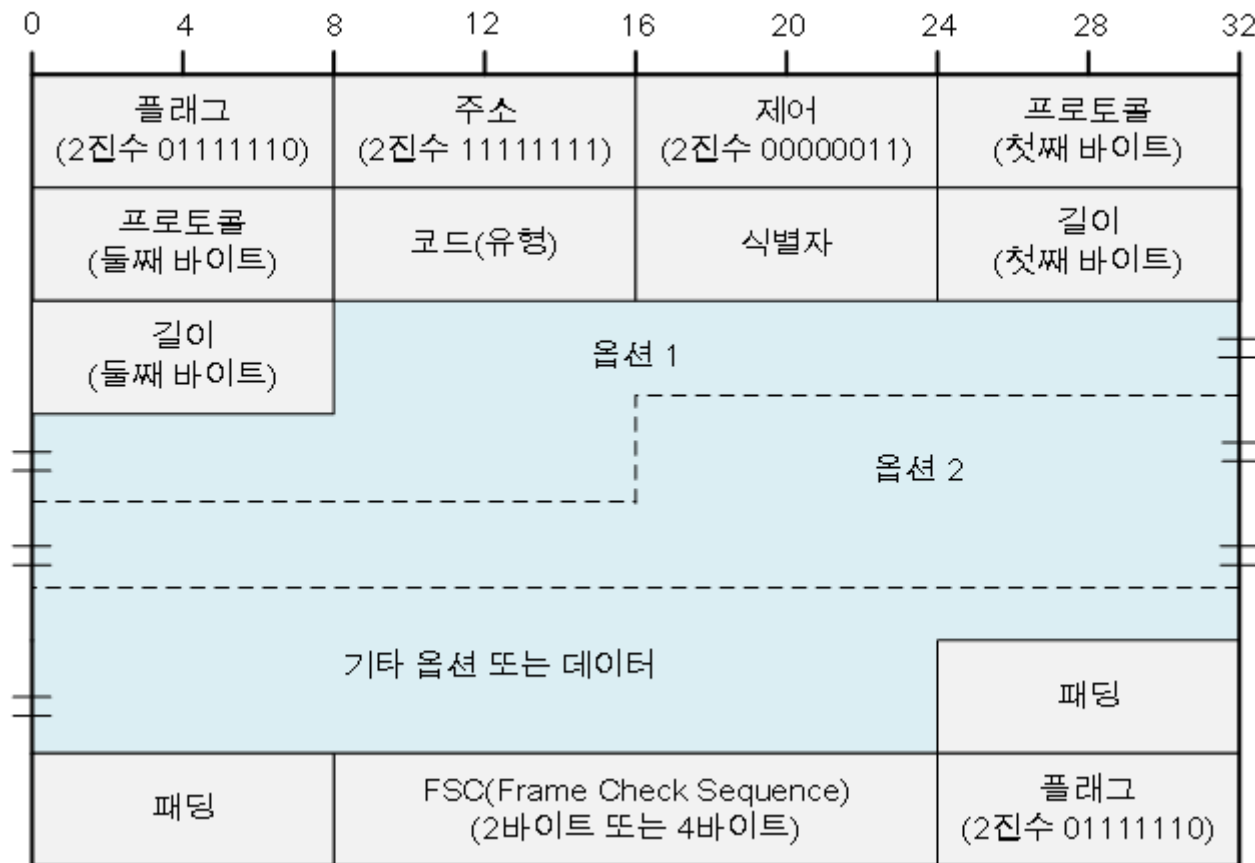 0 4 8 12 16 20 24 28 32
플래그 주소 제어 프로토콜
(2진수 01111110) (2진수 11111111) (2진수 00000011) (첫째 바이트)
프로토콜 코드(유형) 식별자 길이
(둘째 바이트) (첫째 바이트)
길이
(둘째 바이트)
옵션 1
옵션 2
기타 옵션 또는 데이터
패딩
패딩
FSC(Frame Check Sequence)
(2바이트 또는 4바이트)
플래그
(2진수 01111110)